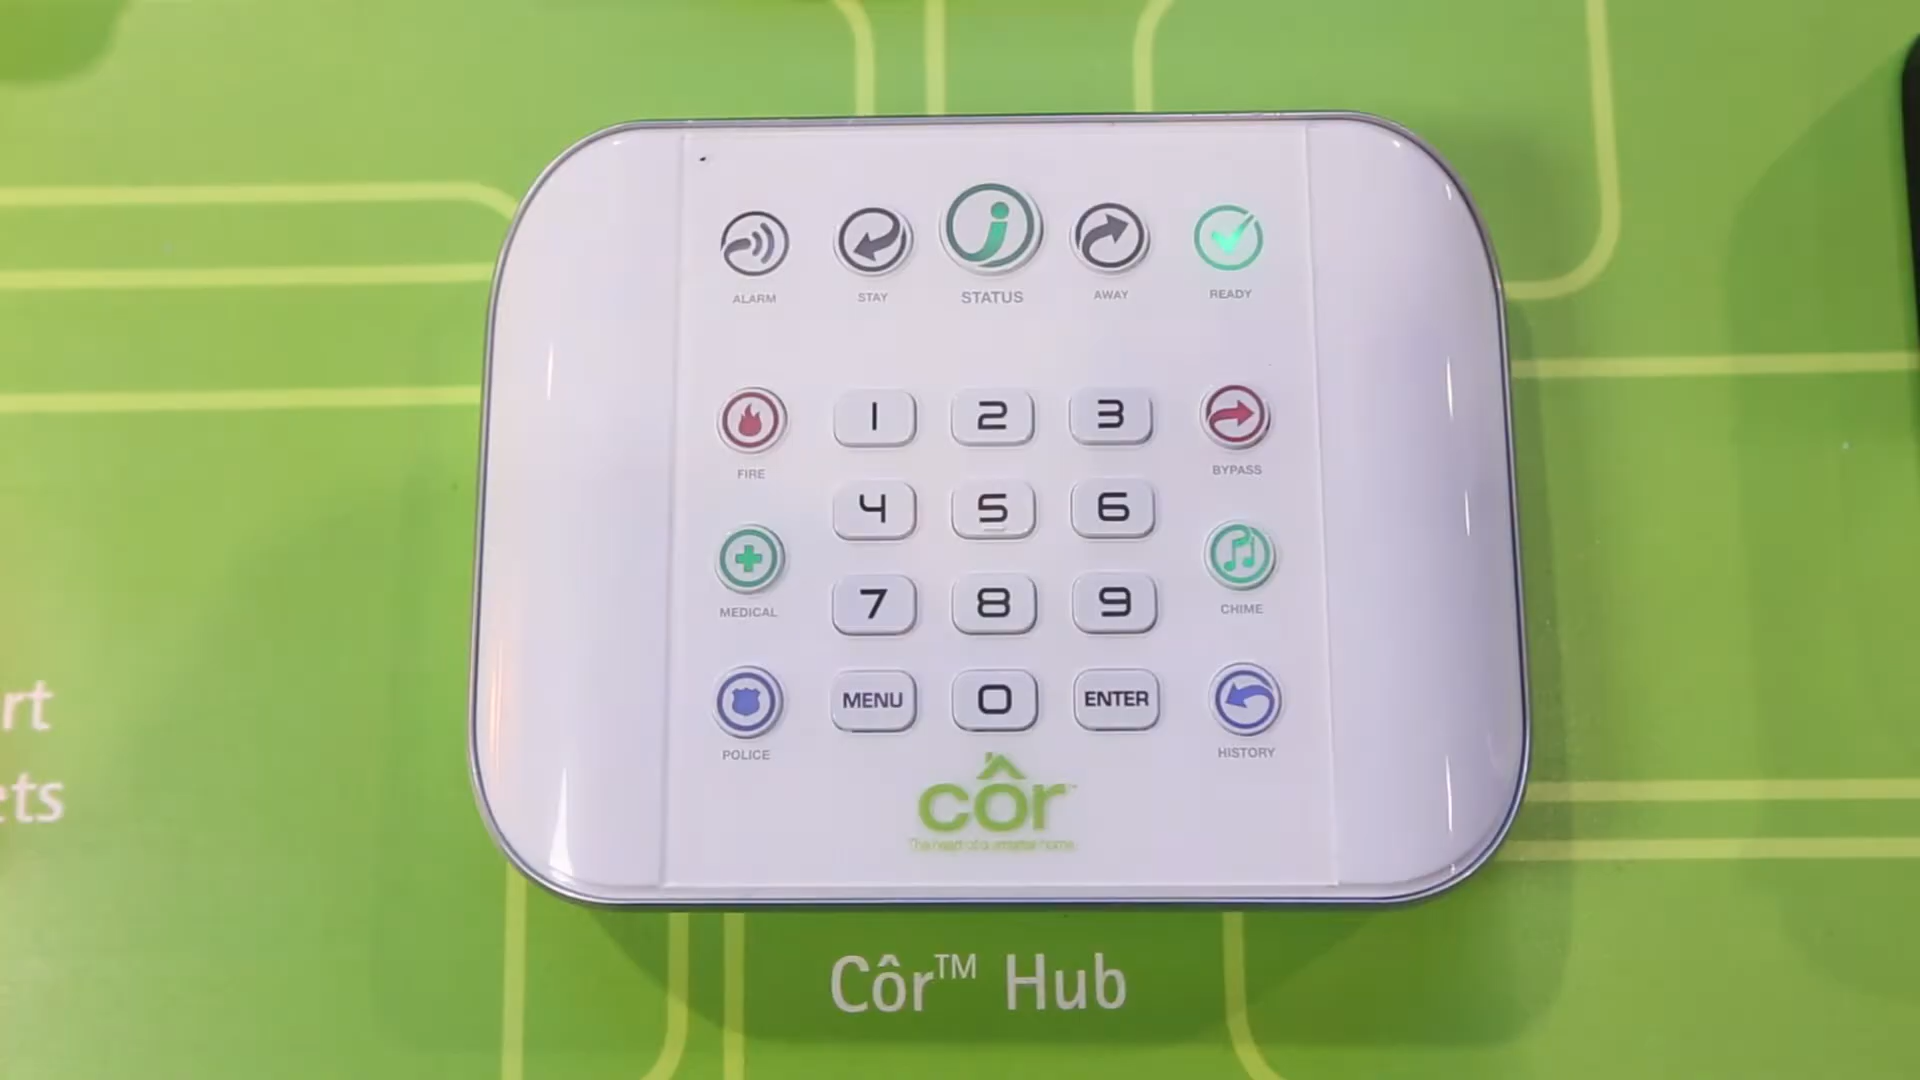 ALARM STAY STATUS AWAY READY
1 2 3
FIRE BYPASS
4 5 6
MEDICAL CHIME
7 8 9
MENU 0 ENTER
POLICE HISTORY
rt
ets
côr™
The heart of a smarter home.
Côr™ Hub